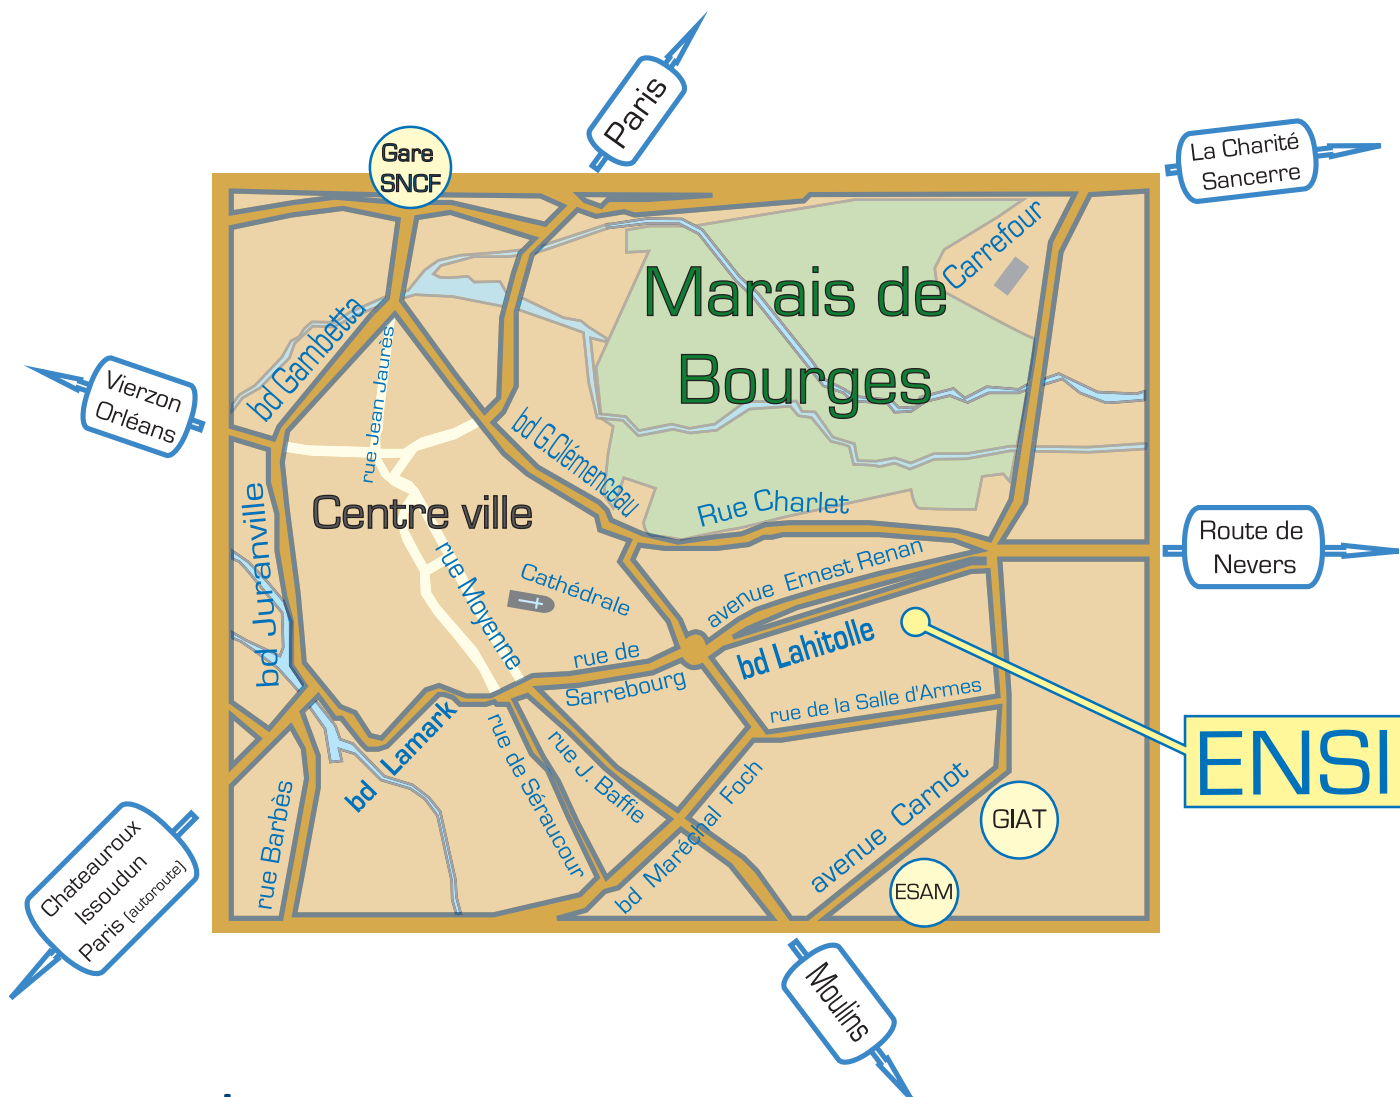 Paris
La Charité
Sancerre
Gare
SNCF
Carrefour
Marais de
Bourges
bd Gambetta
rue Jean Jaurès
Vierzon
Orléans
bd G.Clémenceau
Centre ville
Rue Charlet
bd Juranville
rue Moyenne
Cathédrale
avenue Ernest Renan
Route de
Nevers
rue de
Sarrebourg
bd Lahitolle
rue de la Salle d'Armes
bd Lamark
rue de Séraucour
rue J. Baffie
ENSI
bd Maréchal Foch
avenue Carnot
GIAT
ESAM
rue Barbès
Chateauroux
Issoudun
Paris (autoroute)
Moulins